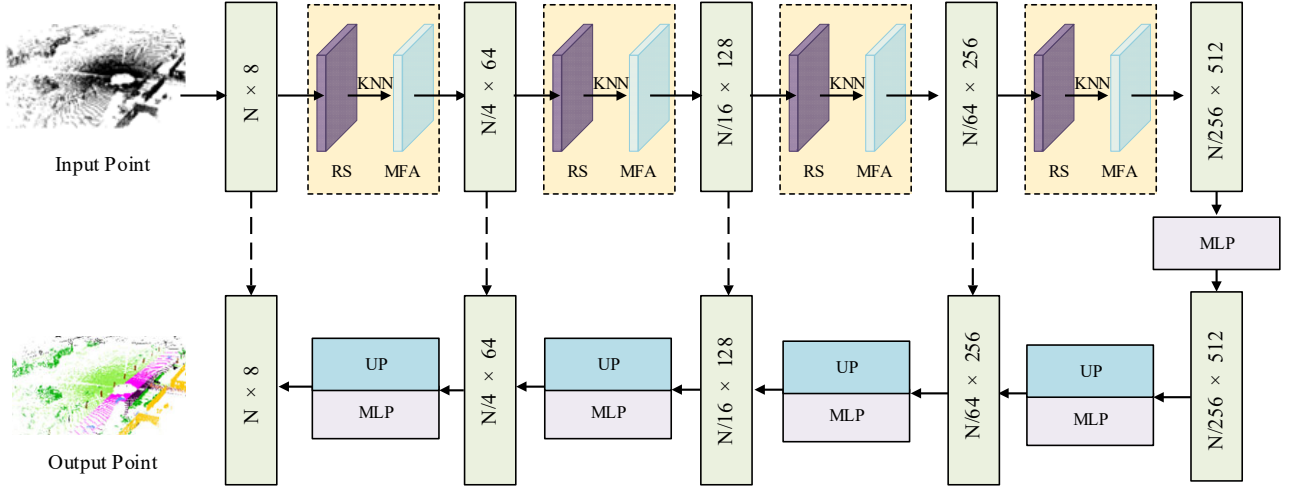 N × 8
KNN
RS
MFA
N/4 × 64
KNN
RS
MFA
N/16 × 128
KNN
RS
MFA
N/64 × 256
KNN
RS
MFA
N/256 × 512
Input Point
MLP
N × 8
UP
MLP
N/4 × 64
UP
MLP
N/16 × 128
UP
MLP
N/64 × 256
UP
MLP
N/256 × 512
Output Point